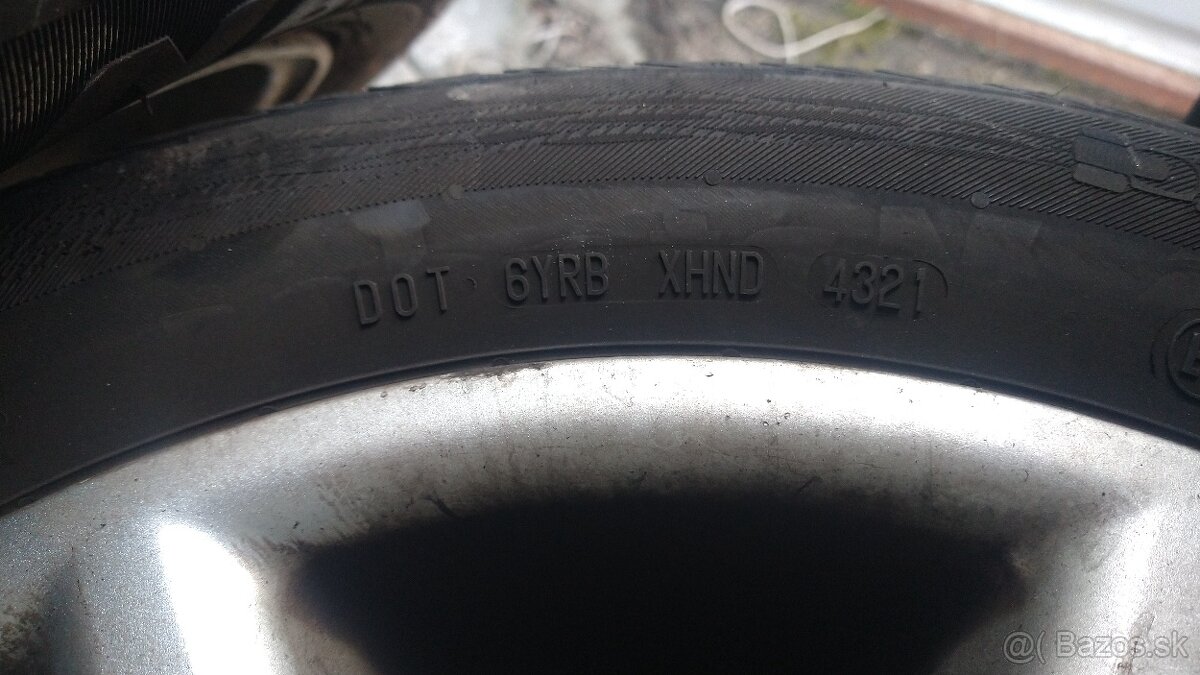 DOT 6YRB XHND 4321
@( Bazos.sk